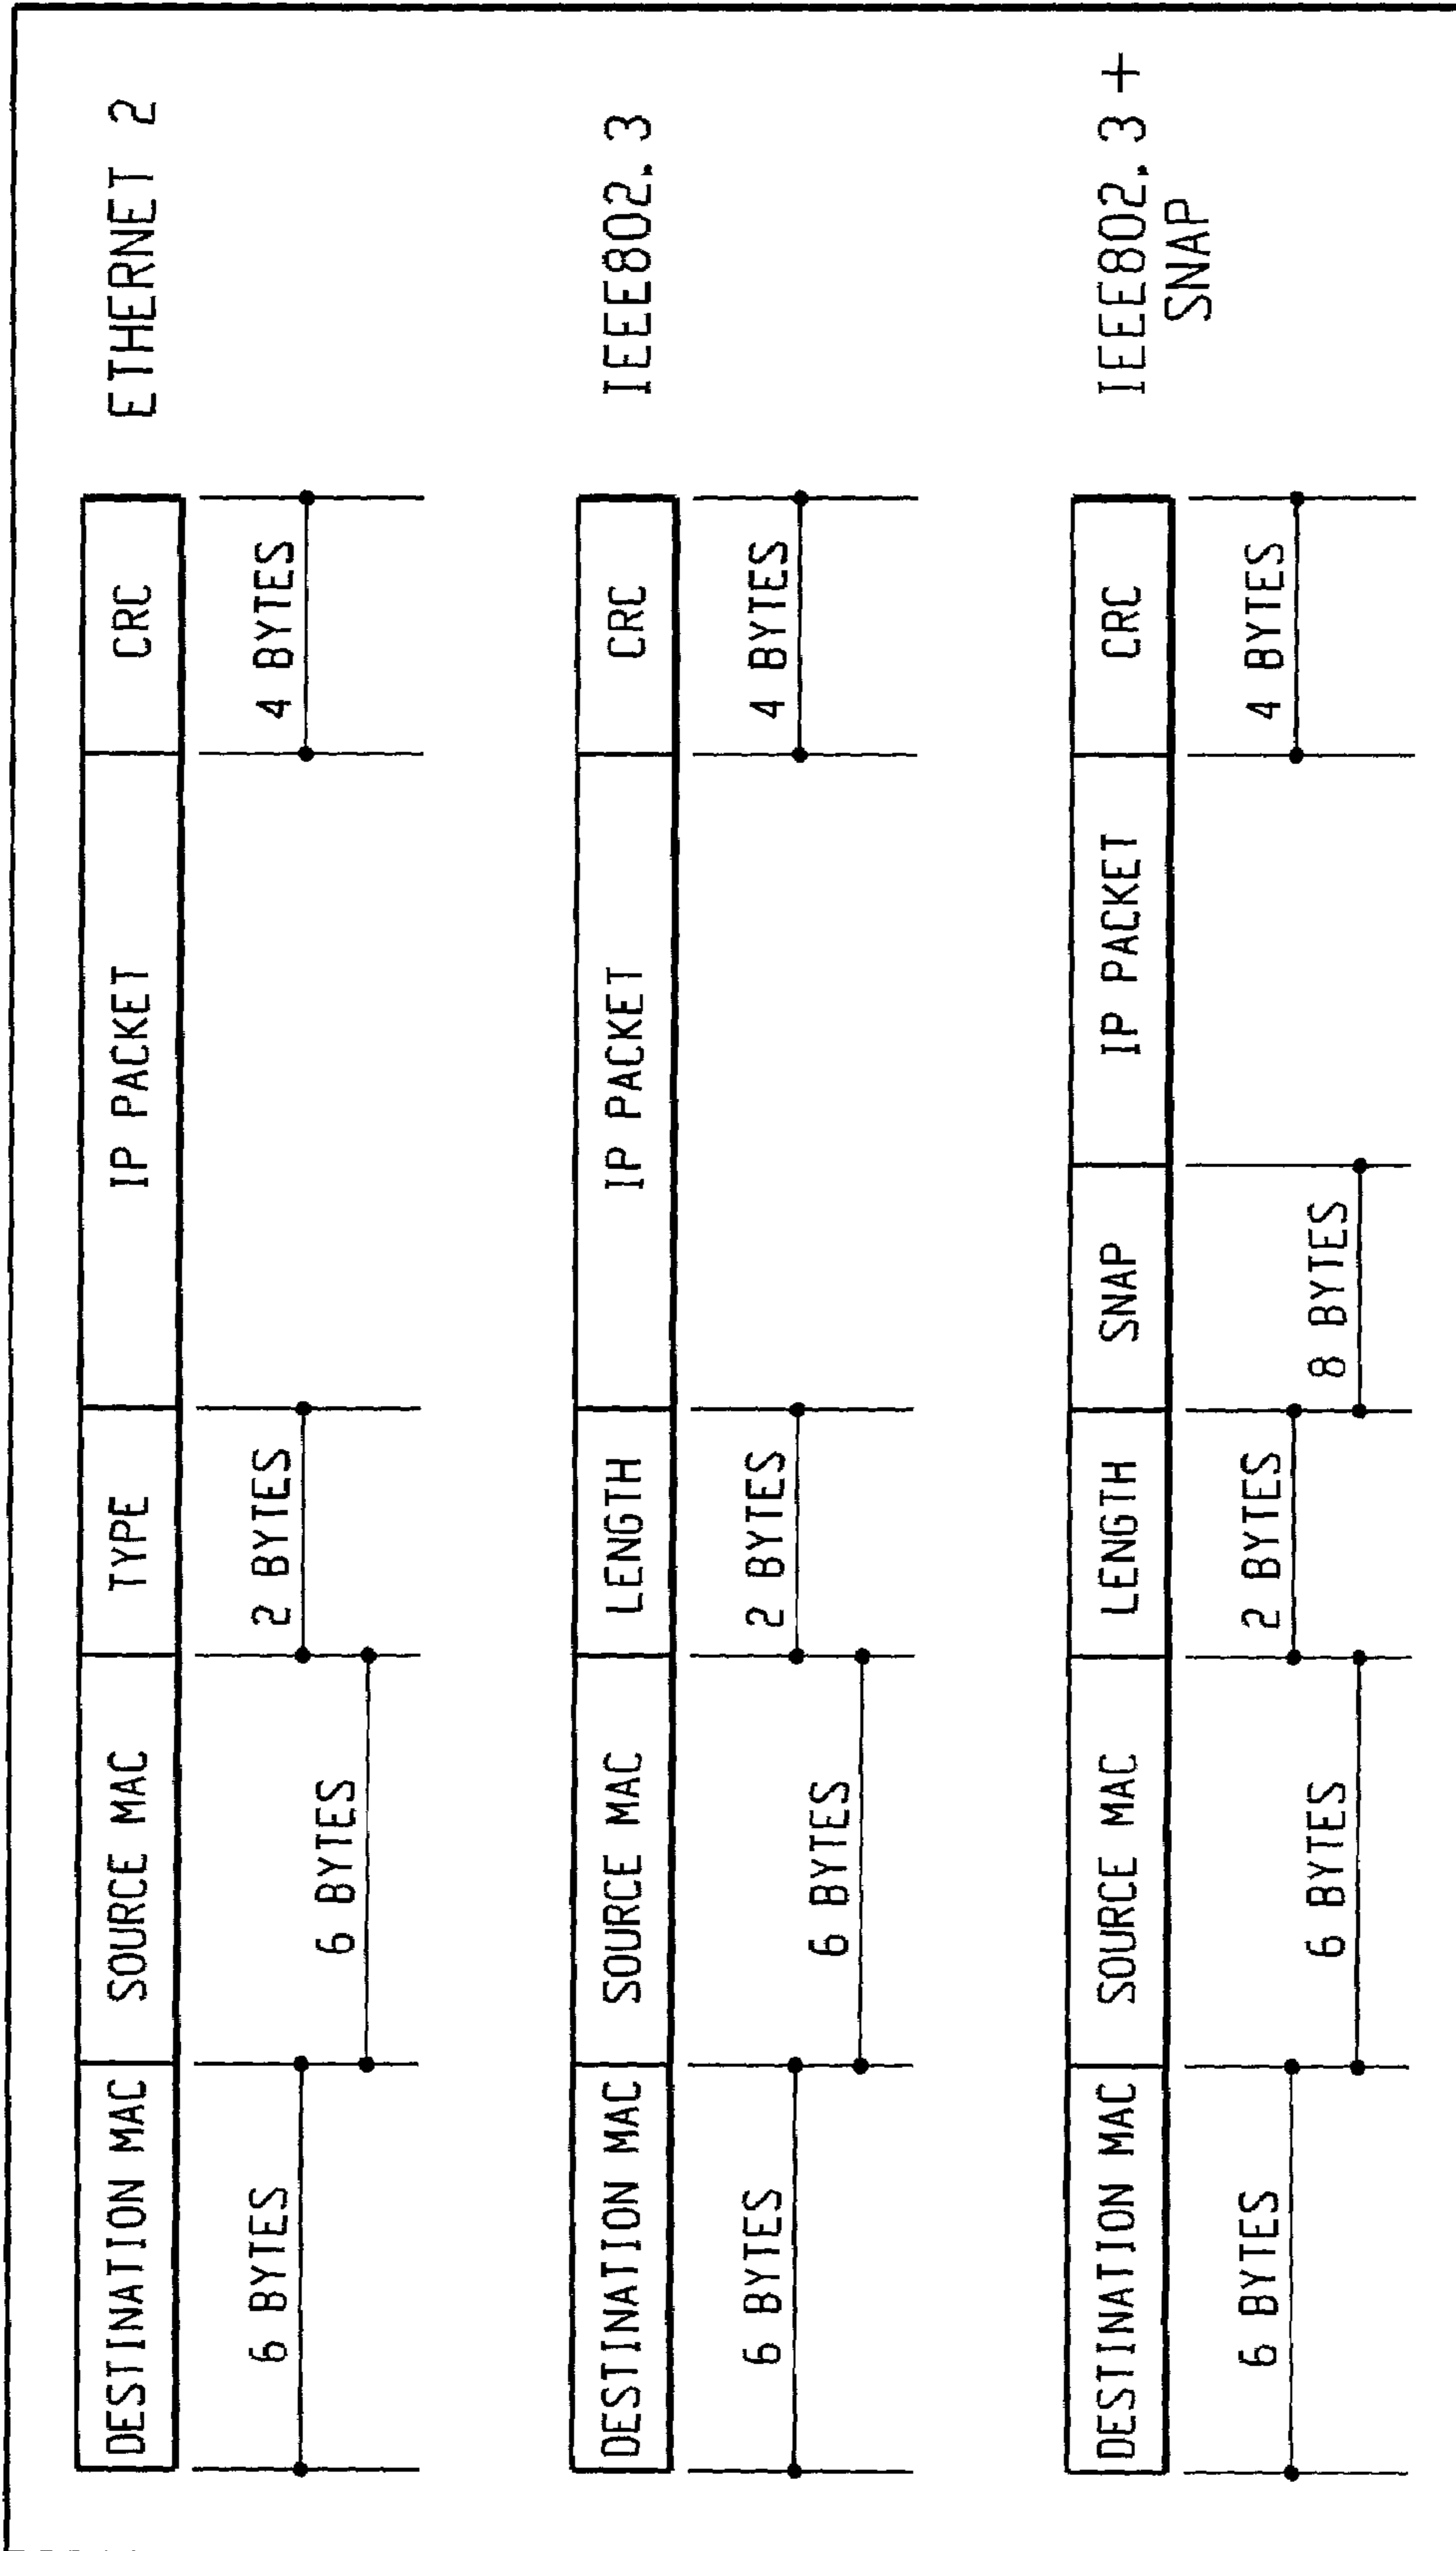 DESTINATION MAC SOURCE MAC TYPE IP PACKET CRC ETHERNET 2
6 BYTES 6 BYTES 2 BYTES 4 BYTES
DESTINATION MAC SOURCE MAC LENGTH IP PACKET CRC IEEE802.3
6 BYTES 6 BYTES 2 BYTES 4 BYTES
DESTINATION MAC SOURCE MAC LENGTH SNAP IP PACKET CRC IEEE802.3 +
SNAP
6 BYTES 6 BYTES 2 BYTES 8 BYTES 4 BYTES